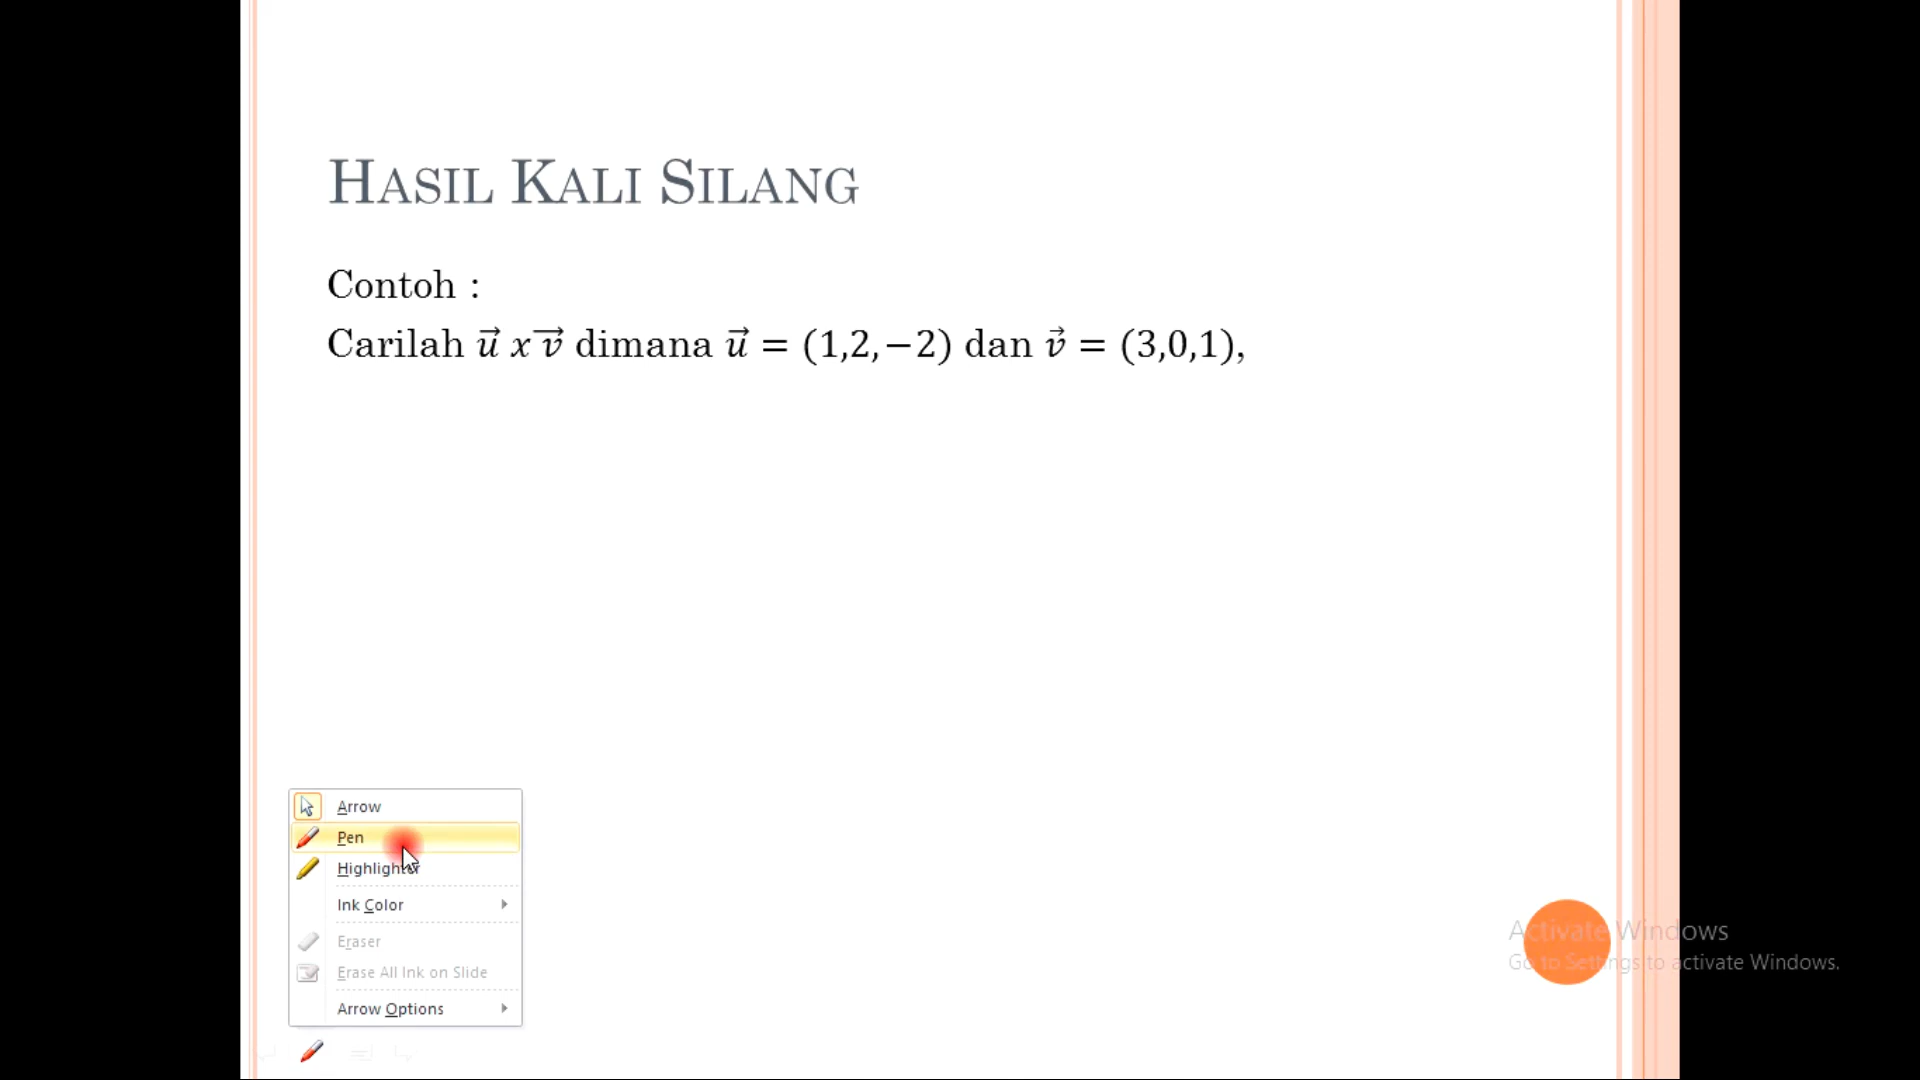 HASIL KALI SILANG
Contoh :
Carilah u⃗ x v⃗ dimana u⃗ = (1,2,−2) dan v⃗ = (3,0,1),
Arrow
Pen
Highlighter
Ink Color
Eraser
Erase All Ink on Slide
Arrow Options
Activate Windows
Go to Settings to activate Windows.